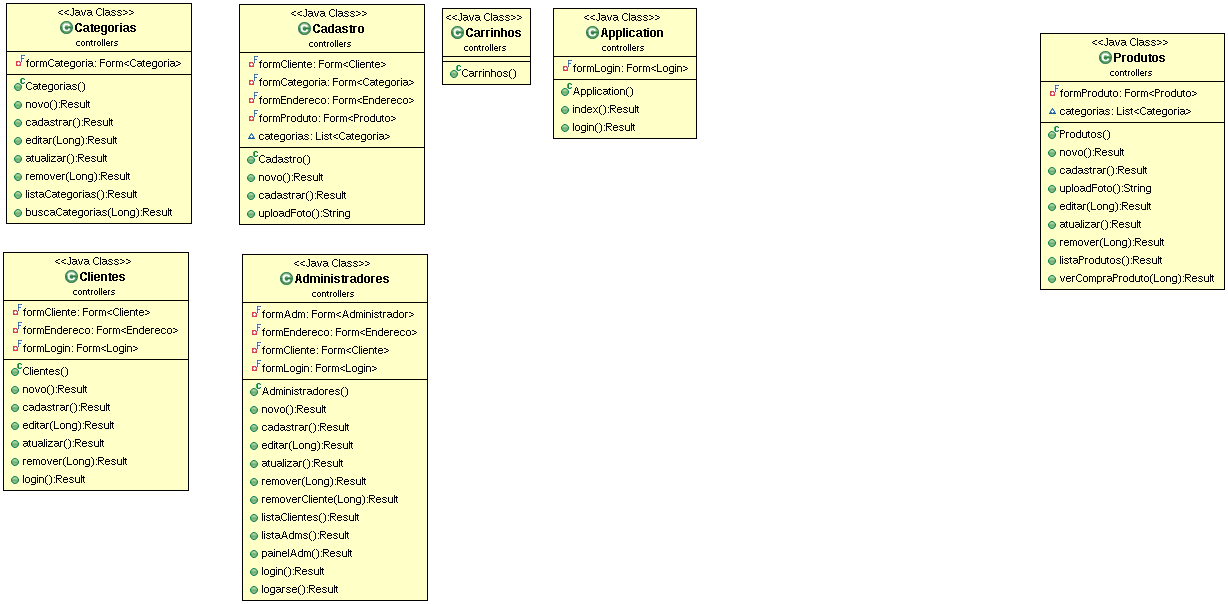 <<Java Class>>
Categorias
controllers
formCategoria: Form<Categoria>
Categorias()
novo():Result
cadastrar():Result
editar(Long):Result
atualizar():Result
remover(Long):Result
listaCategorias():Result
buscaCategorias(Long):Result
<<Java Class>>
Cadastro
controllers
formCliente: Form<Cliente>
formCategoria: Form<Categoria>
formEndereco: Form<Endereco>
formProduto: Form<Produto>
categorias: List<Categoria>
Cadastro()
novo():Result
cadastrar():Result
uploadFoto():String
<<Java Class>>
Carrinhos
controllers
Carrinhos()
<<Java Class>>
Application
controllers
formLogin: Form<Login>
Application()
index():Result
login():Result
<<Java Class>>
Produtos
controllers
formProduto: Form<Produto>
categorias: List<Categoria>
Produtos()
novo():Result
cadastrar():Result
uploadFoto():String
editar(Long):Result
atualizar():Result
remover(Long):Result
listaProdutos():Result
verCompraProduto(Long):Result
<<Java Class>>
Clientes
controllers
formCliente: Form<Cliente>
formEndereco: Form<Endereco>
formLogin: Form<Login>
Clientes()
novo():Result
cadastrar():Result
editar(Long):Result
atualizar():Result
remover(Long):Result
login():Result
<<Java Class>>
Administradores
controllers
formAdm: Form<Administrador>
formEndereco: Form<Endereco>
formCliente: Form<Cliente>
formLogin: Form<Login>
Administradores()
novo():Result
cadastrar():Result
editar(Long):Result
atualizar():Result
remover(Long):Result
removerCliente(Long):Result
listaClientes():Result
listaAdms():Result
painelAdm():Result
login():Result
logarse():Result